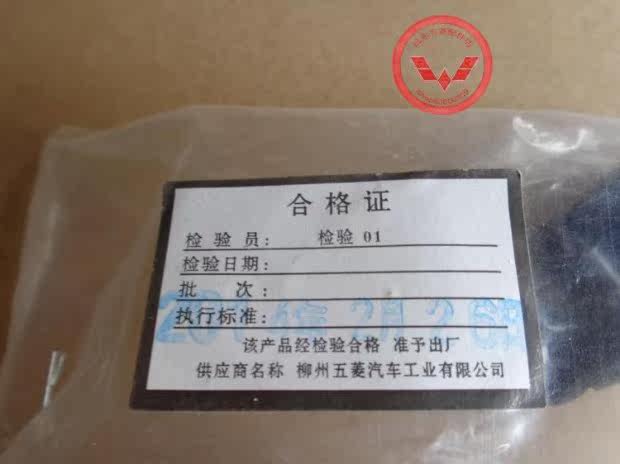 合格证
检 验 员： 检验 01
检验日期：
批 次：
执行标准：
该产品经检验合格 准予出厂
供应商名称 柳州五菱汽车工业有限公司